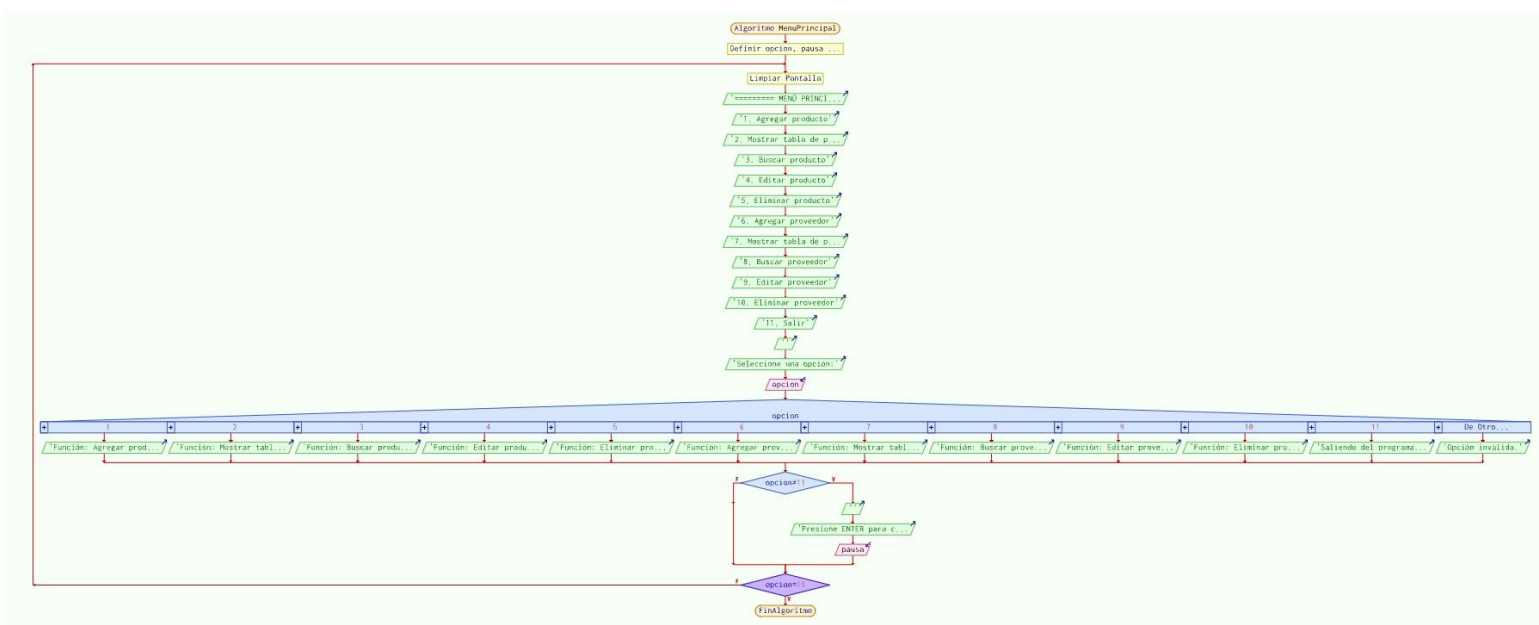 Algoritmo MenuPrincipal
Definir opcion, pausa ...
Limpiar Pantalla
'========= MENÚ PRINCI...
'1. Agregar producto'
'2. Mostrar tabla de p...
'3. Buscar producto'
'4. Editar producto'
'5. Eliminar producto'
'6. Agregar proveedor'
'7. Mostrar tabla de p...
'8. Buscar proveedor'
'9. Editar proveedor'
'10. Eliminar proveedor'
'11. Salir'
''
'Seleccione una opción:'
opcion
opcion
1 2 3 4 5 6 7 8 9 10 11 De Otro...
'Función: Agregar prod... 'Función: Mostrar tabl... 'Función: Buscar produ... 'Función: Editar produ... 'Función: Eliminar pro... 'Función: Agregar prov... 'Función: Mostrar tabl... 'Función: Buscar prove... 'Función: Editar prove... 'Función: Eliminar pro... 'Saliendo del programa... 'Opción inválida.'
F opcion≠11 V
''
'Presione ENTER para c...
pausa
F opcion=11
V
FinAlgoritmo